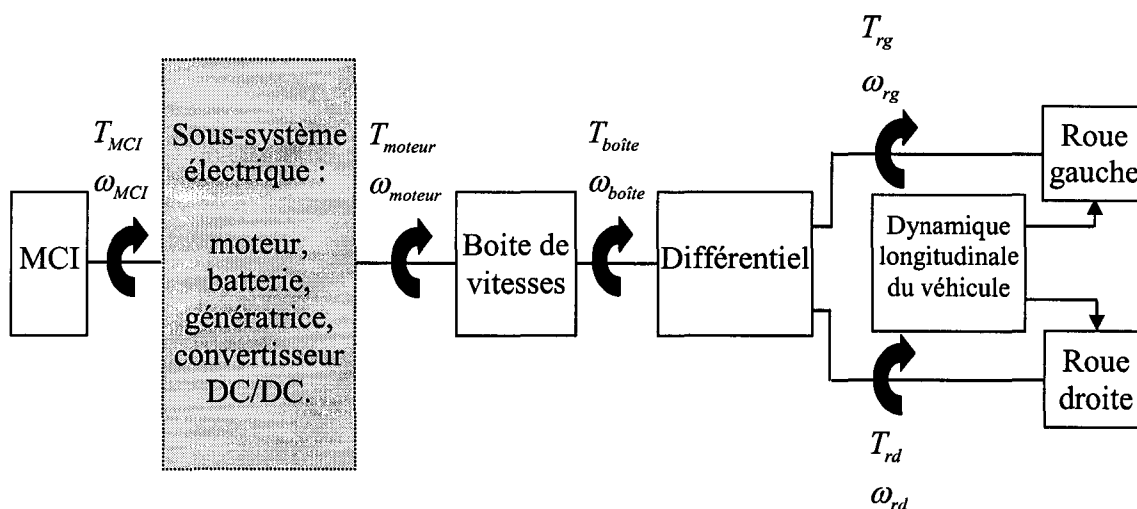 T_rg
ω_rg
T_MCI
ω_MCI
Sous-système
électrique :
moteur,
batterie,
génératrice,
convertisseur
DC/DC.
T_moteur
ω_moteur
T_boîte
ω_boîte
Roue
gauche
MCI
Boite de
vitesses
Différentiel
Dynamique
longitudinale
du véhicule
Roue
droite
T_rd
ω_rd